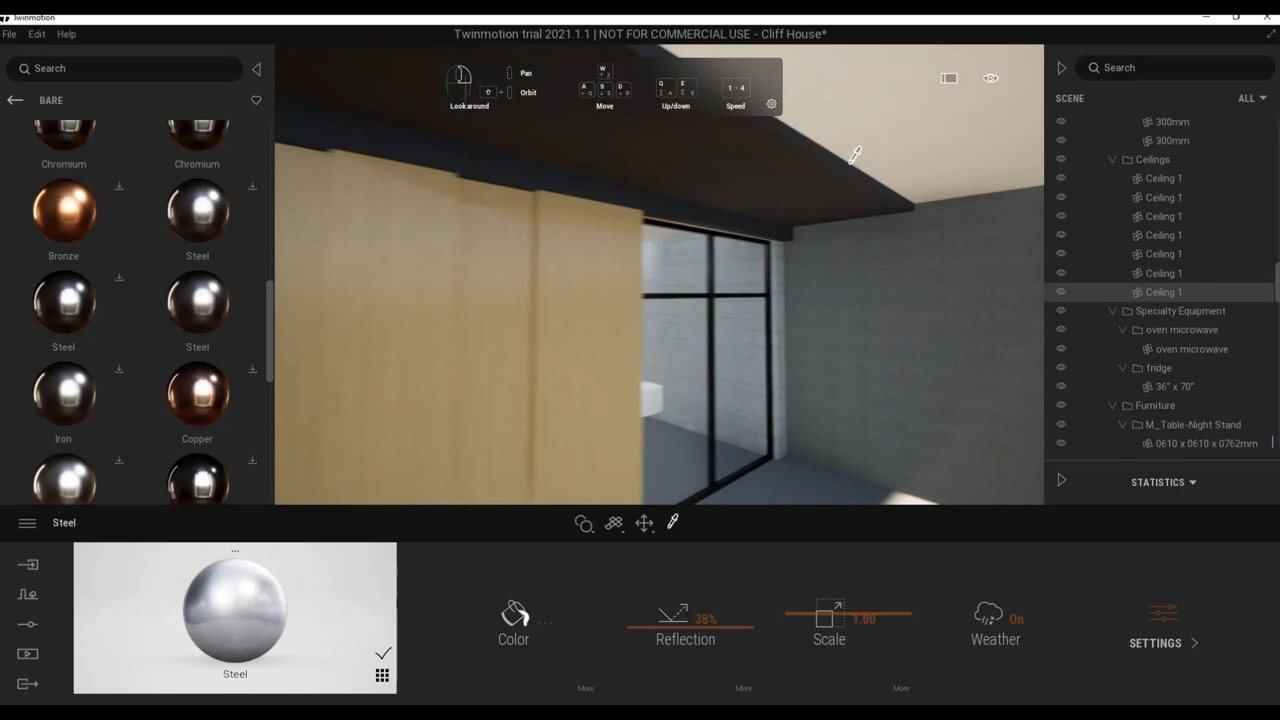 Twinmotion
File Edit Help
Twinmotion trial 2021.1.1 | NOT FOR COMMERCIAL USE - Cliff House*
Search
BARE
Chromium Chromium
Bronze Steel
Steel Steel
Iron Copper
Look around
Pan
Orbit
W
A S D
Move
Q E
Up/down
1 - 4
Speed
Search
SCENE ALL
300mm
300mm
Ceilings
Ceiling 1
Ceiling 1
Ceiling 1
Ceiling 1
Ceiling 1
Ceiling 1
Ceiling 1
Specialty Equipment
oven microwave
oven microwave
fridge
36" x 70"
Furniture
M_Table-Night Stand
0610 x 0610 x 0762mm
STATISTICS
Steel
...
Steel
Color ...
38%
Reflection
1.00
Scale
On
Weather
SETTINGS
More More More